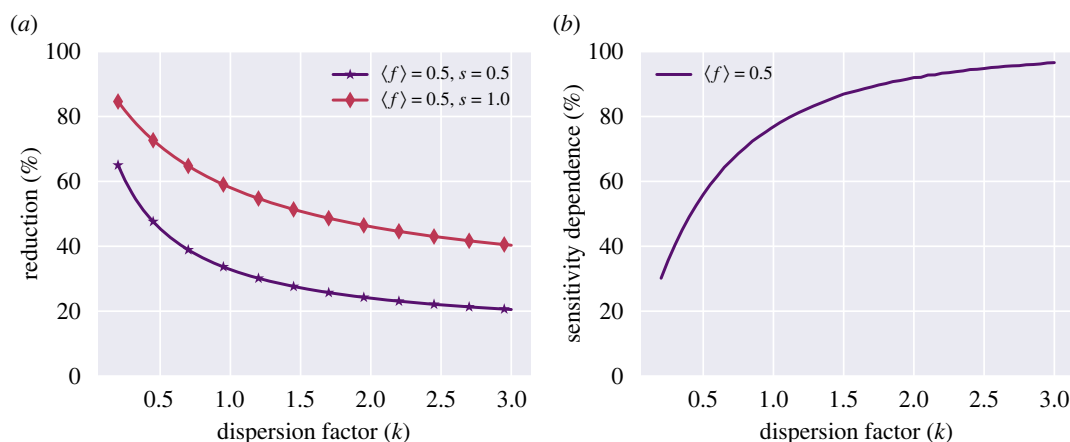 (a)
100
80
60
40
20
0
reduction (%)
⟨f⟩ = 0.5, s = 0.5
⟨f⟩ = 0.5, s = 1.0
0.5 1.0 1.5 2.0 2.5 3.0
dispersion factor (k)
(b)
100
80
60
40
20
0
sensitivity dependence (%)
⟨f⟩ = 0.5
0.5 1.0 1.5 2.0 2.5 3.0
dispersion factor (k)